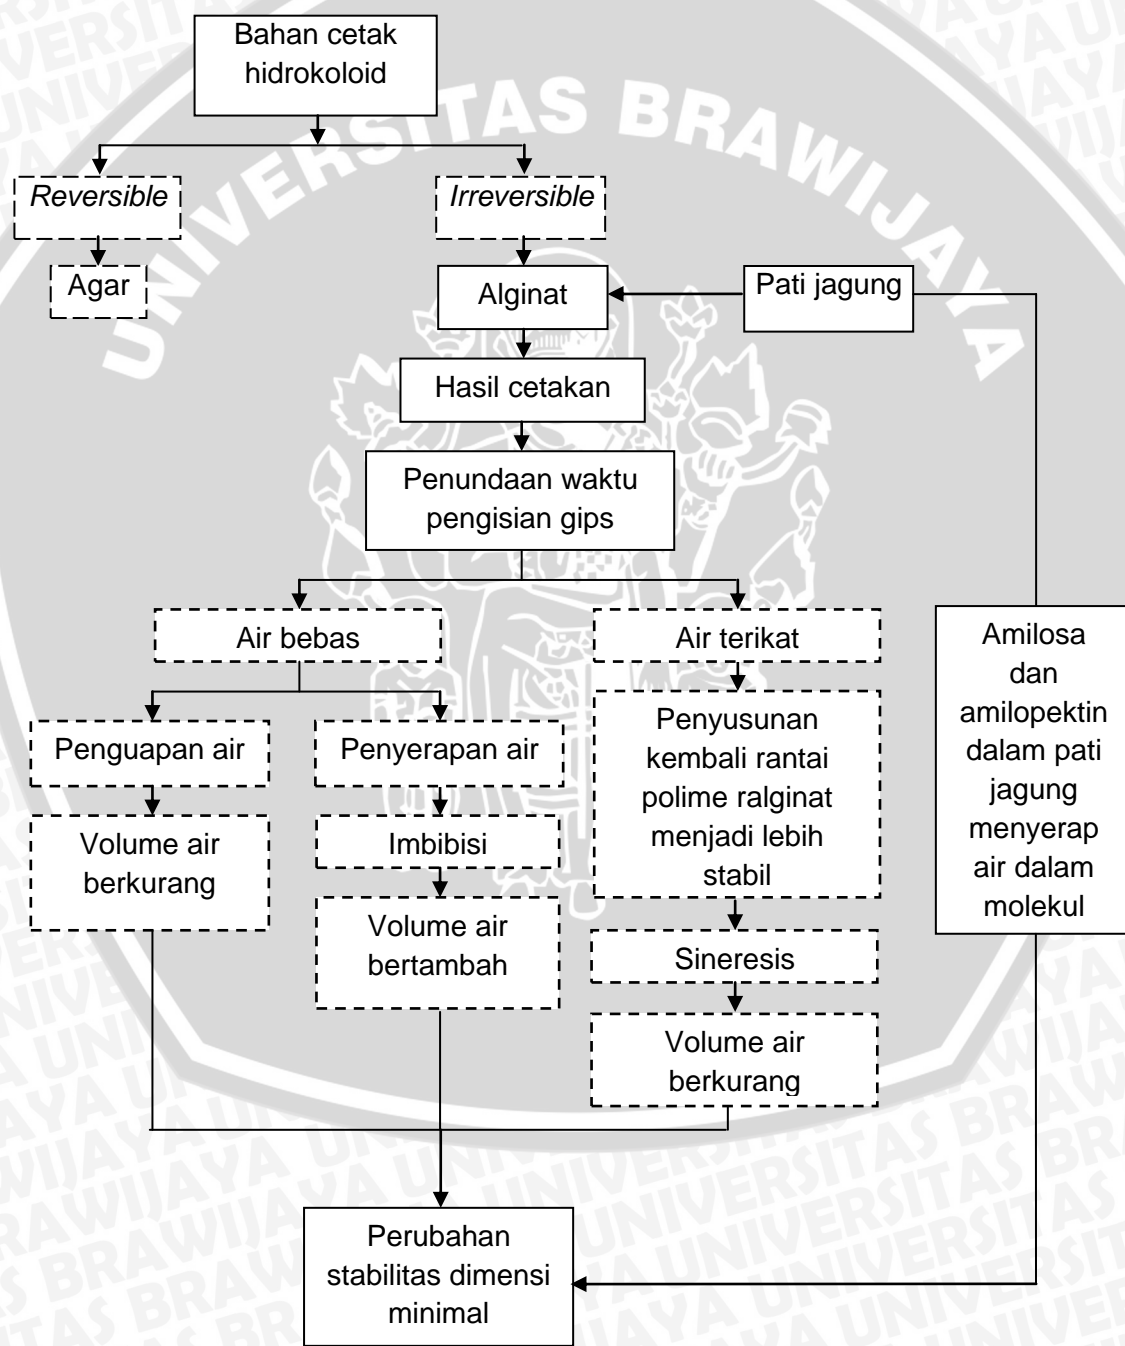 Bahan cetak
hidrokoloid
UNIVERSITAS BRAWIJAYA
Reversible
Irreversible
Agar
Alginat
Pati jagung
Hasil cetakan
Penundaan waktu
pengisian gips
Air bebas
Air terikat
Penguapan air
Penyerapan air
Penyusunan
kembali rantai
polime ralginat
menjadi lebih
stabil
Amilosa
dan
amilopektin
dalam pati
jagung
menyerap
air dalam
molekul
Volume air
berkurang
Imbibisi
Volume air
bertambah
Sineresis
Volume air
berkurang
Perubahan
stabilitas dimensi
minimal